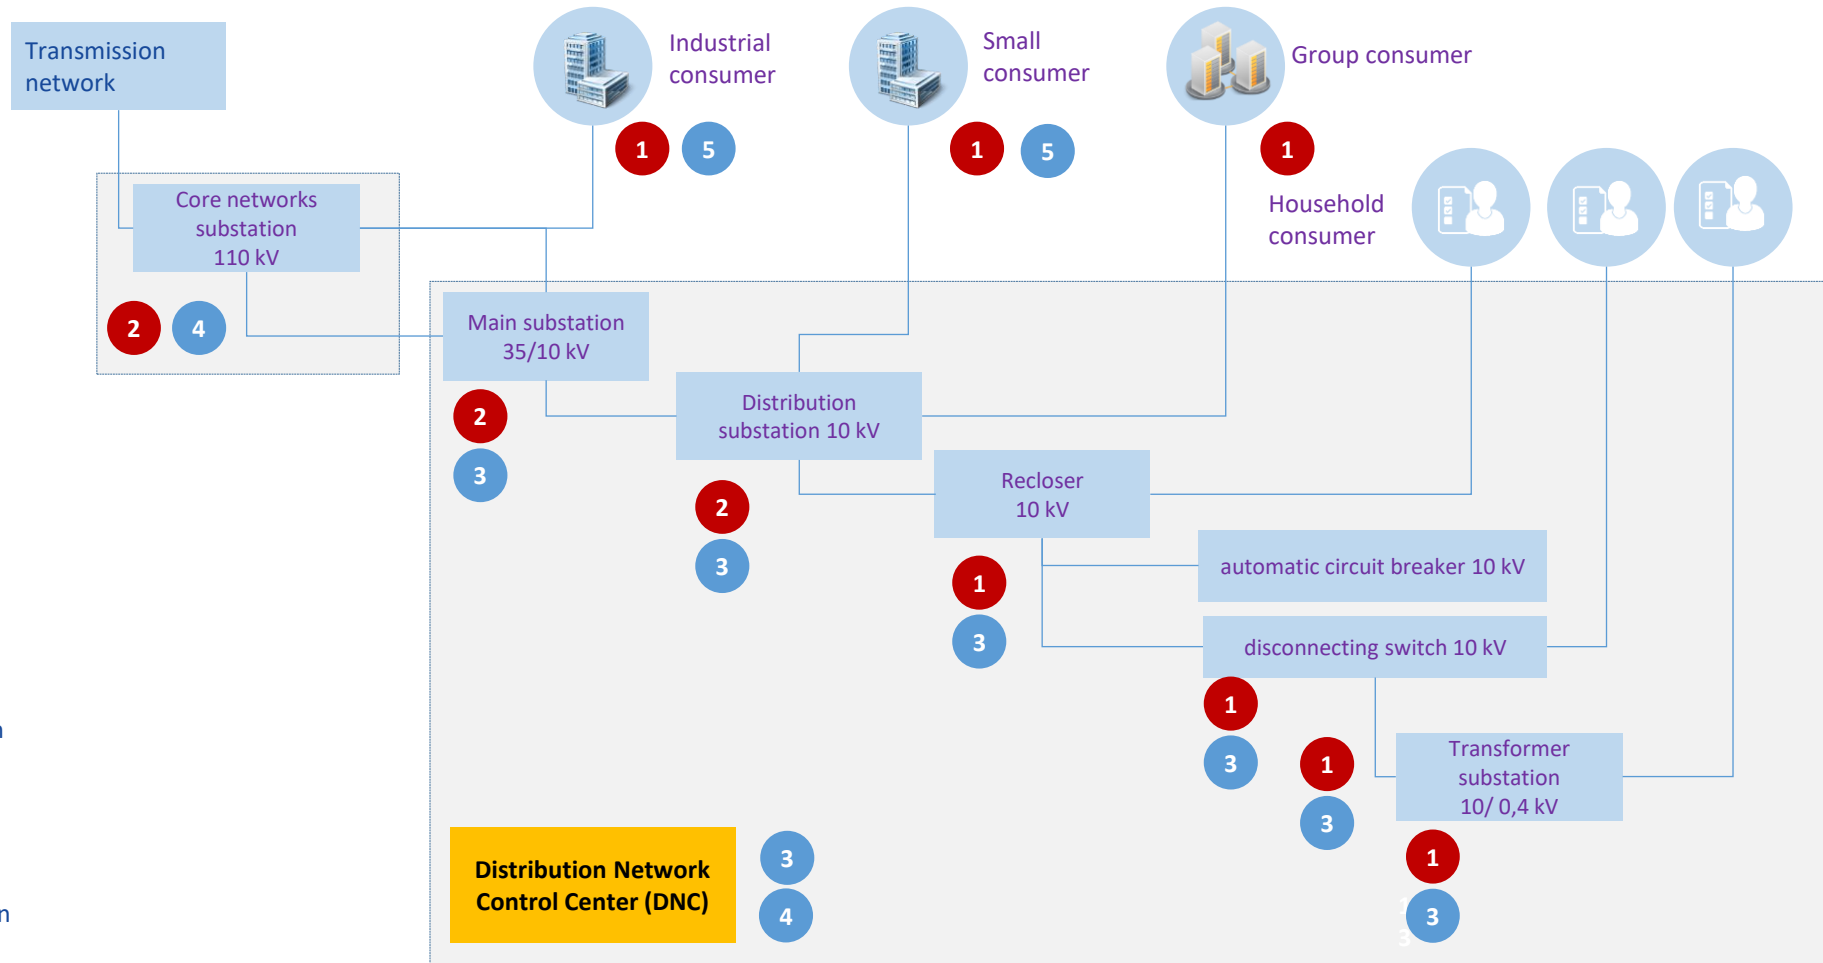 Transmission
network
Industrial
consumer
Small
consumer
Group consumer
1
5
1
5
1
Household
consumer
Core networks
substation
110 kV
2
4
Main substation
35/10 kV
2
3
Distribution
substation 10 kV
2
3
Recloser
10 kV
1
3
automatic circuit breaker 10 kV
disconnecting switch 10 kV
1
3
1
3
Transformer
substation
10/ 0,4 kV
1
3
Distribution Network
Control Center (DNC)
3
4
n